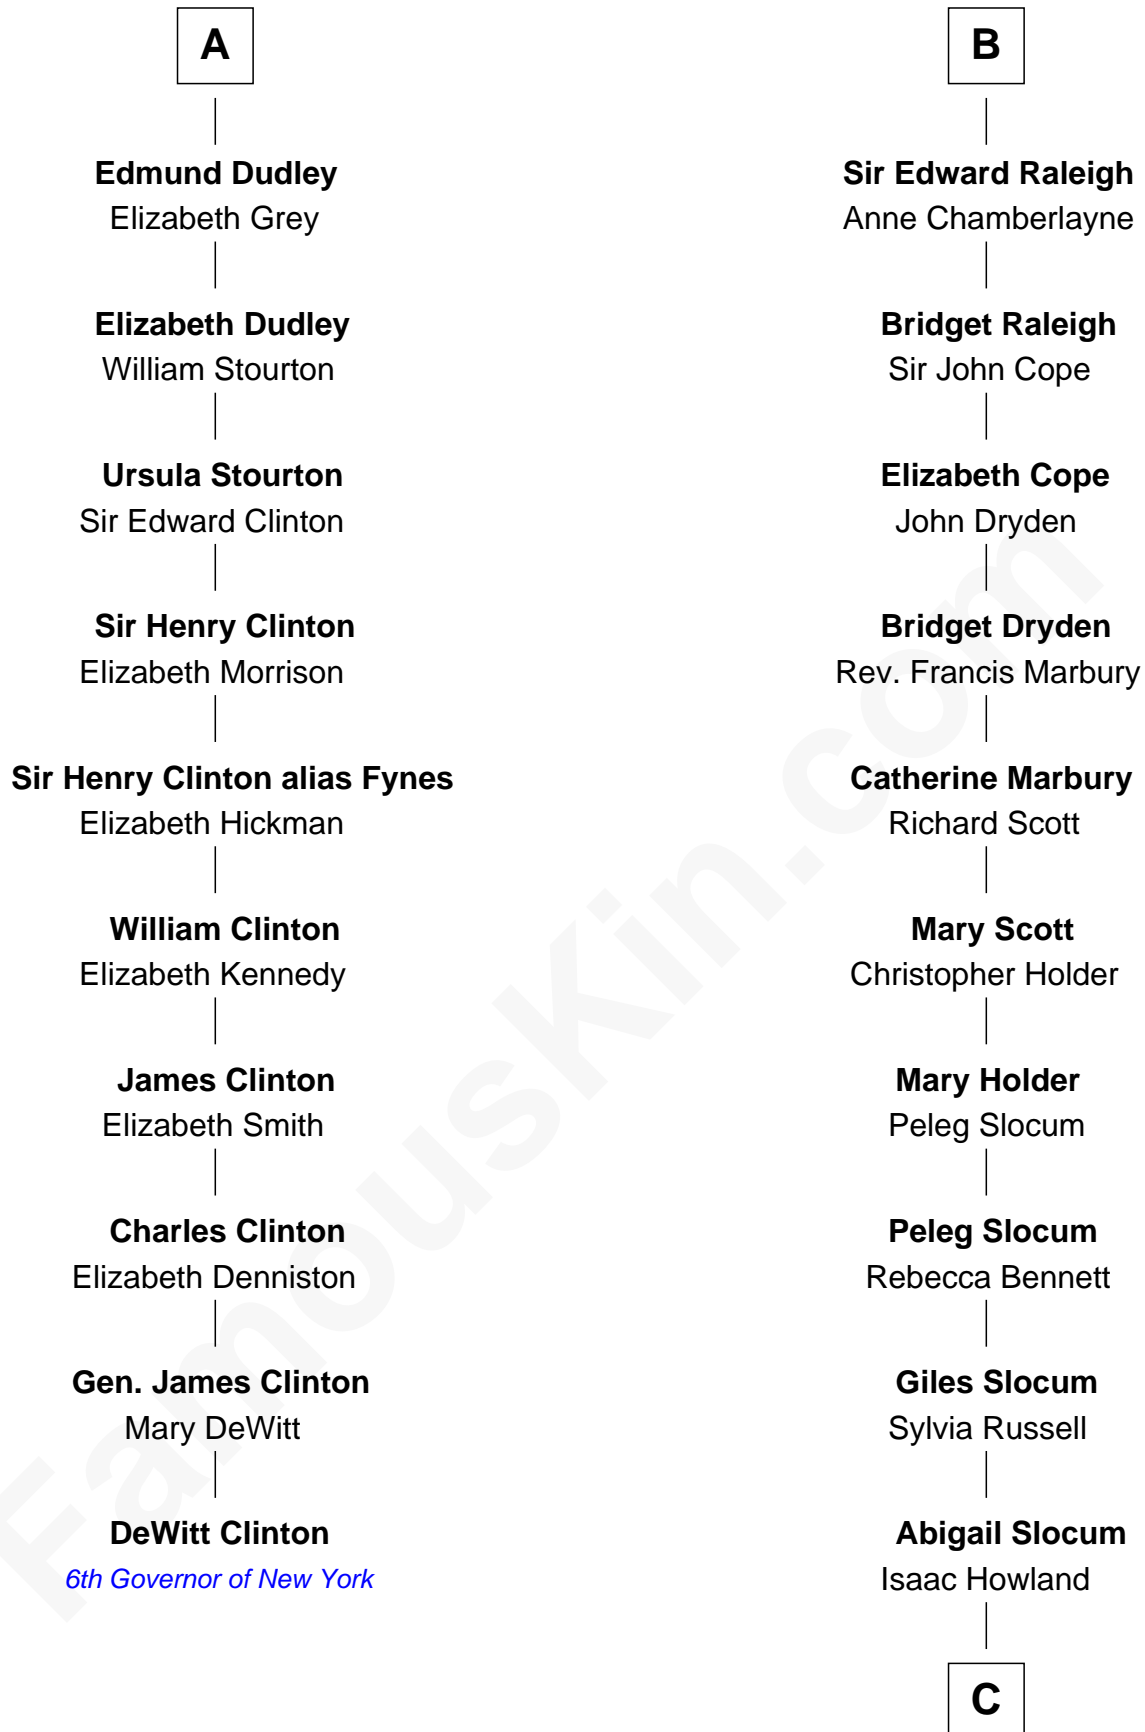 A
Edmund Dudley
Elizabeth Grey
Elizabeth Dudley
William Stourton
Ursula Stourton
Sir Edward Clinton
Sir Henry Clinton
Elizabeth Morrison
Sir Henry Clinton alias Fynes
Elizabeth Hickman
William Clinton
Elizabeth Kennedy
James Clinton
Elizabeth Smith
Charles Clinton
Elizabeth Denniston
Gen. James Clinton
Mary DeWitt
DeWitt Clinton
6th Governor of New York
B
Sir Edward Raleigh
Anne Chamberlayne
Bridget Raleigh
Sir John Cope
Elizabeth Cope
John Dryden
Bridget Dryden
Rev. Francis Marbury
Catherine Marbury
Richard Scott
Mary Scott
Christopher Holder
Mary Holder
Peleg Slocum
Peleg Slocum
Rebecca Bennett
Giles Slocum
Sylvia Russell
Abigail Slocum
Isaac Howland
C
FamousKin.com